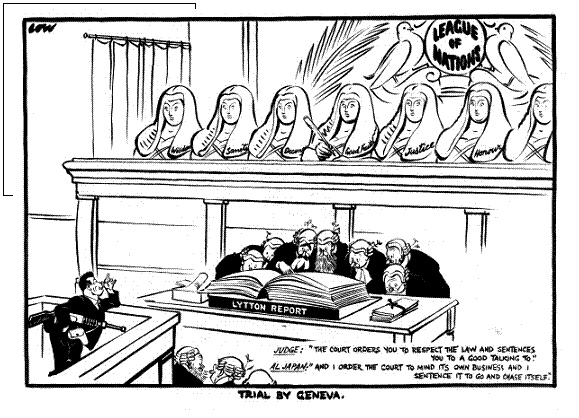 LOW
LEAGUE
OF
NATIONS
Wisdom
Sanity
Decency
Good Faith
Justice
Honour
LYTTON REPORT
JUDGE: "THE COURT ORDERS YOU TO RESPECT THE LAW AND SENTENCES
YOU TO A GOOD TALKING TO."
AL JAPAN: "AND I ORDER THE COURT TO MIND ITS OWN BUSINESS AND I
SENTENCE IT TO GO AND CHASE ITSELF."
TRIAL BY GENEVA.